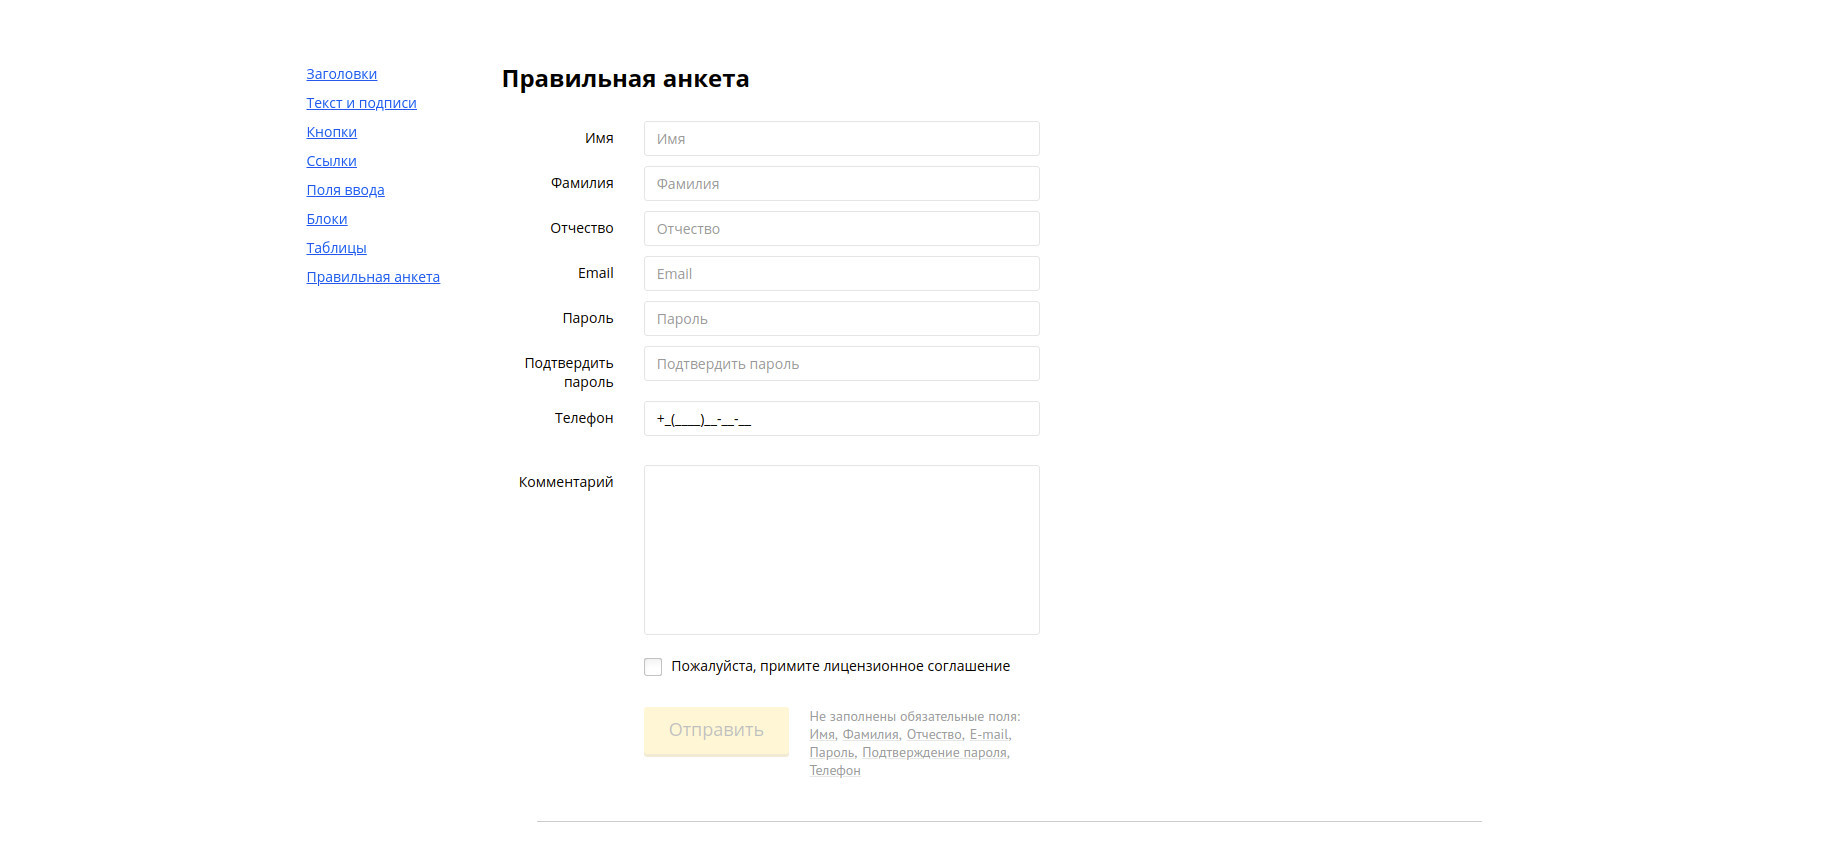 Заголовки
Текст и подписи
Кнопки
Ссылки
Поля ввода
Блоки
Таблицы
Правильная анкета
Правильная анкета
Имя Имя
Фамилия Фамилия
Отчество Отчество
Email Email
Пароль Пароль
Подтвердить Подтвердить пароль
пароль
Телефон +_(____)__-__-__
Комментарий
Пожалуйста, примите лицензионное соглашение
Отправить
Не заполнены обязательные поля:
Имя, Фамилия, Отчество, E-mail,
Пароль, Подтверждение пароля,
Телефон